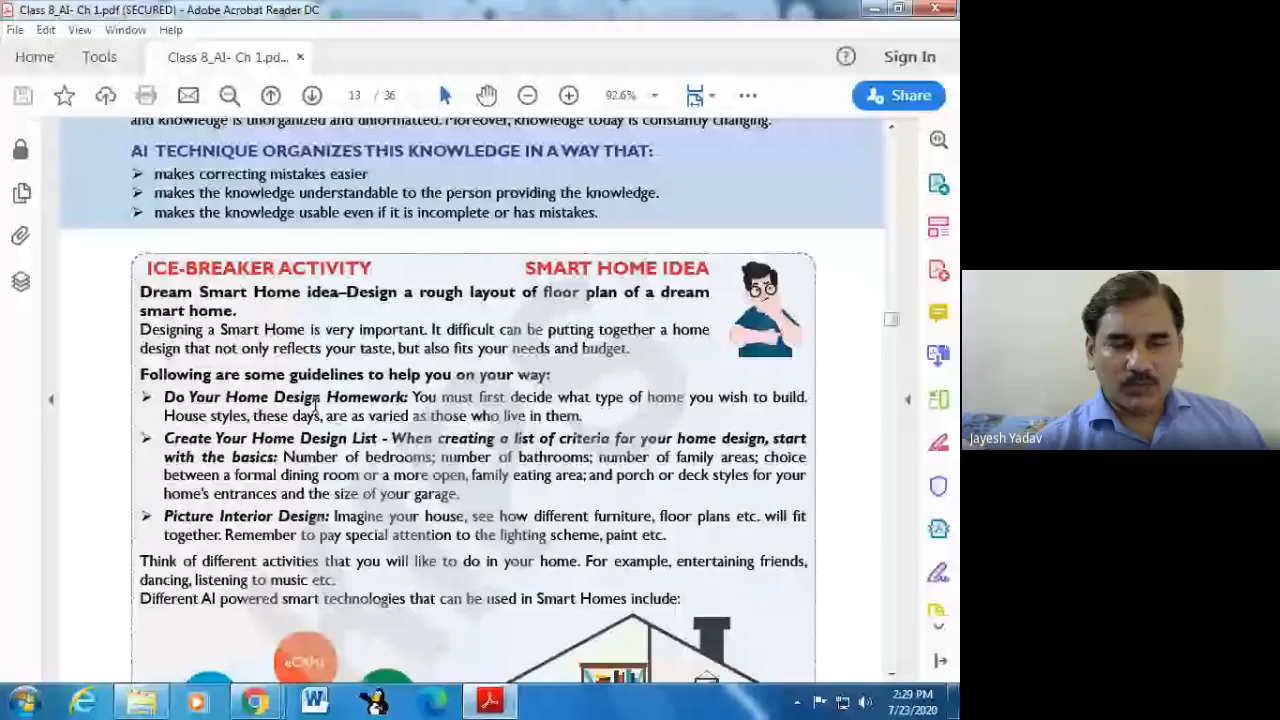 Class 8_AI- Ch 1.pdf (SECURED) - Adobe Acrobat Reader DC
File Edit View Window Help
Home Tools Class 8_AI- Ch 1.pd... × Sign In
13 / 36 92.6% Share
and knowledge is unorganized and unformatted. Moreover, knowledge today is constantly changing.
AI TECHNIQUE ORGANIZES THIS KNOWLEDGE IN A WAY THAT:
➢ makes correcting mistakes easier
➢ makes the knowledge understandable to the person providing the knowledge.
➢ makes the knowledge usable even if it is incomplete or has mistakes.
ICE-BREAKER ACTIVITY SMART HOME IDEA
Dream Smart Home idea–Design a rough layout of floor plan of a dream
smart home.
Designing a Smart Home is very important. It difficult can be putting together a home
design that not only reflects your taste, but also fits your needs and budget.
Following are some guidelines to help you on your way:
➢ Do Your Home Design Homework: You must first decide what type of home you wish to build.
House styles, these days, are as varied as those who live in them.
➢ Create Your Home Design List - When creating a list of criteria for your home design, start
with the basics: Number of bedrooms; number of bathrooms; number of family areas; choice
between a formal dining room or a more open, family eating area; and porch or deck styles for your
home's entrances and the size of your garage.
➢ Picture Interior Design: Imagine your house, see how different furniture, floor plans etc. will fit
together. Remember to pay special attention to the lighting scheme, paint etc.
Think of different activities that you will like to do in your home. For example, entertaining friends,
dancing, listening to music etc.
Different AI powered smart technologies that can be used in Smart Homes include:
Jayesh Yadav
2:29 PM
7/23/2020